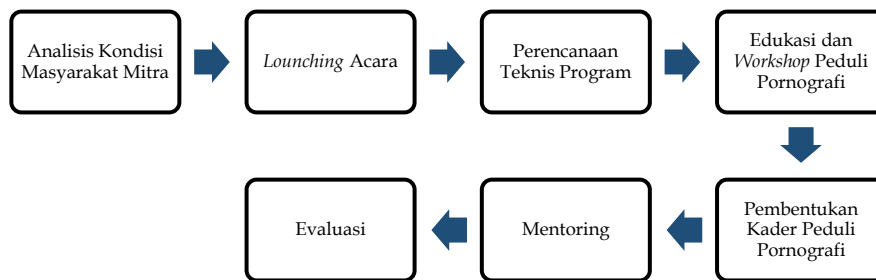 Analisis Kondisi
Masyarakat Mitra
Lounching Acara
Perencanaan
Teknis Program
Edukasi dan
Workshop Peduli
Pornografi
Pembentukan
Kader Peduli
Pornografi
Mentoring
Evaluasi